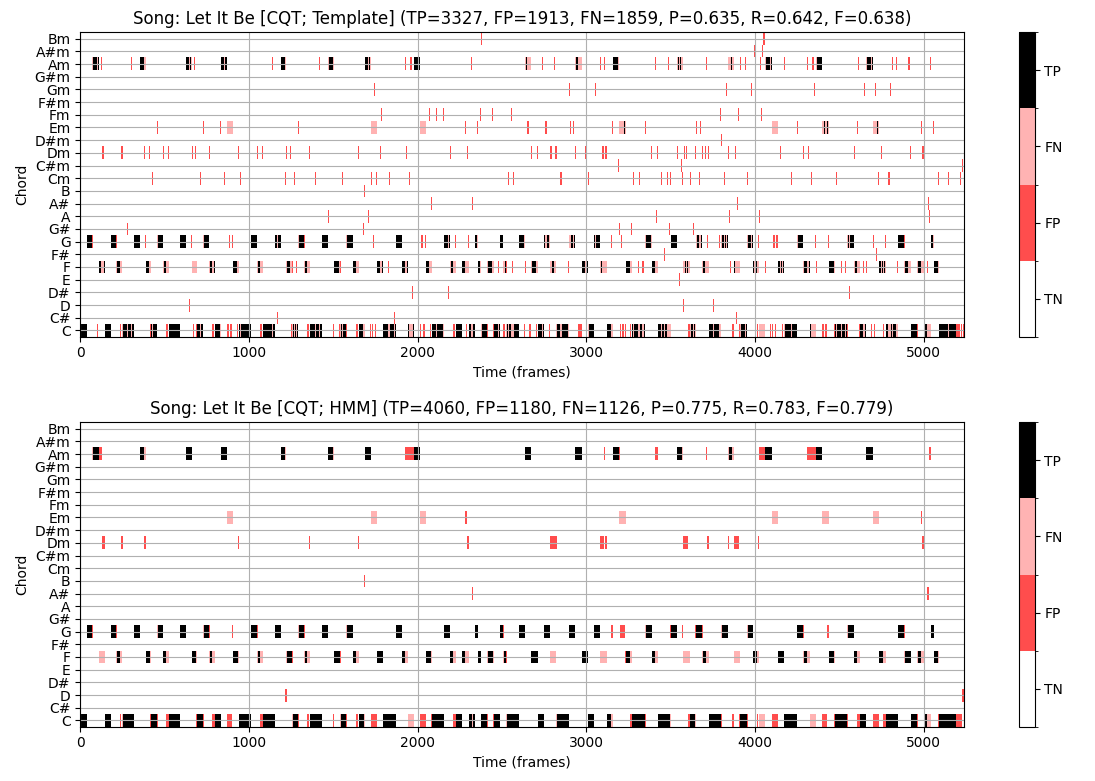 Song: Let It Be [CQT; Template] (TP=3327, FP=1913, FN=1859, P=0.635, R=0.642, F=0.638)
Bm
A#m
Am
G#m
Gm
F#m
Fm
Em
D#m
Dm
C#m
Cm
B
A#
A
G#
G
F#
F
E
D#
D
C#
C
Chord
0 1000 2000 3000 4000 5000
Time (frames)
TP
FN
FP
TN
Song: Let It Be [CQT; HMM] (TP=4060, FP=1180, FN=1126, P=0.775, R=0.783, F=0.779)
Bm
A#m
Am
G#m
Gm
F#m
Fm
Em
D#m
Dm
C#m
Cm
B
A#
A
G#
G
F#
F
E
D#
D
C#
C
Chord
0 1000 2000 3000 4000 5000
Time (frames)
TP
FN
FP
TN